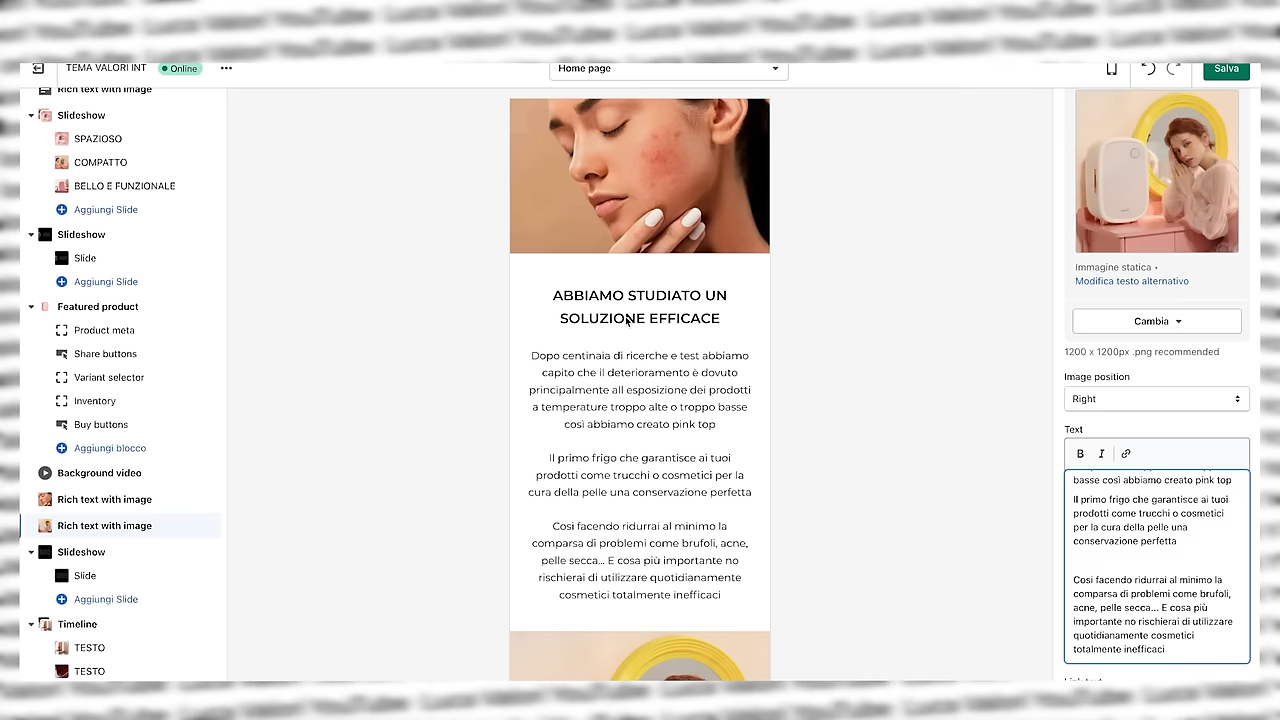 TEMA VALORI INT
Online
Home page
Salva
Rich text with image
Slideshow
SPAZIOSO
COMPATTO
BELLO E FUNZIONALE
Aggiungi Slide
Slideshow
Slide
Aggiungi Slide
Featured product
Product meta
Share buttons
Variant selector
Inventory
Buy buttons
Aggiungi blocco
Background video
Rich text with image
Rich text with image
Slideshow
Slide
Aggiungi Slide
Timeline
TESTO
TESTO
ABBIAMO STUDIATO UN
SOLUZIONE EFFICACE
Dopo centinaia di ricerche e test abbiamo
capito che il deterioramento è dovuto
principalmente all esposizione dei prodotti
a temperature troppo alte o troppo basse
così abbiamo creato pink top
Il primo frigo che garantisce ai tuoi
prodotti come trucchi o cosmetici per la
cura della pelle una conservazione perfetta
Cosi facendo ridurrai al minimo la
comparsa di problemi come brufoli, acne,
pelle secca... E cosa più importante no
rischierai di utilizzare quotidianamente
cosmetici totalmente inefficaci
Immagine statica •
Modifica testo alternativo
Cambia
1200 x 1200px .png recommended
Image position
Right
Text
B I
basse così abbiamo creato pink top
Il primo frigo che garantisce ai tuoi
prodotti come trucchi o cosmetici
per la cura della pelle una
conservazione perfetta
Cosi facendo ridurrai al minimo la
comparsa di problemi come brufoli,
acne, pelle secca... E cosa più
importante no rischierai di utilizzare
quotidianamente cosmetici
totalmente inefficaci